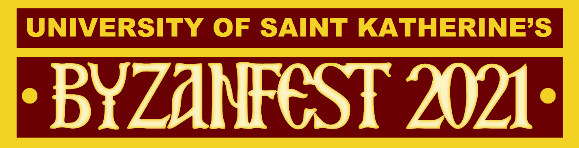 UNIVERSITY OF SAINT KATHERINE'S
• BYZANFEST 2021 •